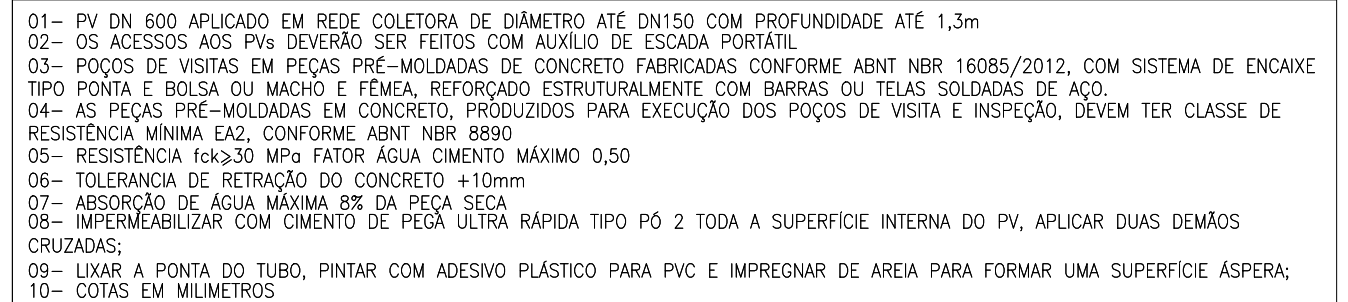 01- PV DN 600 APLICADO EM REDE COLETORA DE DIÂMETRO ATÉ DN150 COM PROFUNDIDADE ATÉ 1,3m
02- OS ACESSOS AOS PVs DEVERÃO SER FEITOS COM AUXÍLIO DE ESCADA PORTÁTIL
03- POÇOS DE VISITAS EM PEÇAS PRÉ-MOLDADAS DE CONCRETO FABRICADAS CONFORME ABNT NBR 16085/2012, COM SISTEMA DE ENCAIXE
TIPO PONTA E BOLSA OU MACHO E FÊMEA, REFORÇADO ESTRUTURALMENTE COM BARRAS OU TELAS SOLDADAS DE AÇO.
04- AS PEÇAS PRÉ-MOLDADAS EM CONCRETO, PRODUZIDOS PARA EXECUÇÃO DOS POÇOS DE VISITA E INSPEÇÃO, DEVEM TER CLASSE DE
RESISTÊNCIA MÍNIMA EA2, CONFORME ABNT NBR 8890
05- RESISTÊNCIA fck⩾30 MPa FATOR ÁGUA CIMENTO MÁXIMO 0,50
06- TOLERANCIA DE RETRAÇÃO DO CONCRETO +10mm
07- ABSORÇÃO DE ÁGUA MÁXIMA 8% DA PEÇA SECA
08- IMPERMEABILIZAR COM CIMENTO DE PEGA ULTRA RÁPIDA TIPO PÓ 2 TODA A SUPERFÍCIE INTERNA DO PV, APLICAR DUAS DEMÃOS
CRUZADAS;
09- LIXAR A PONTA DO TUBO, PINTAR COM ADESIVO PLÁSTICO PARA PVC E IMPREGNAR DE AREIA PARA FORMAR UMA SUPERFÍCIE ÁSPERA;
10- COTAS EM MILIMETROS